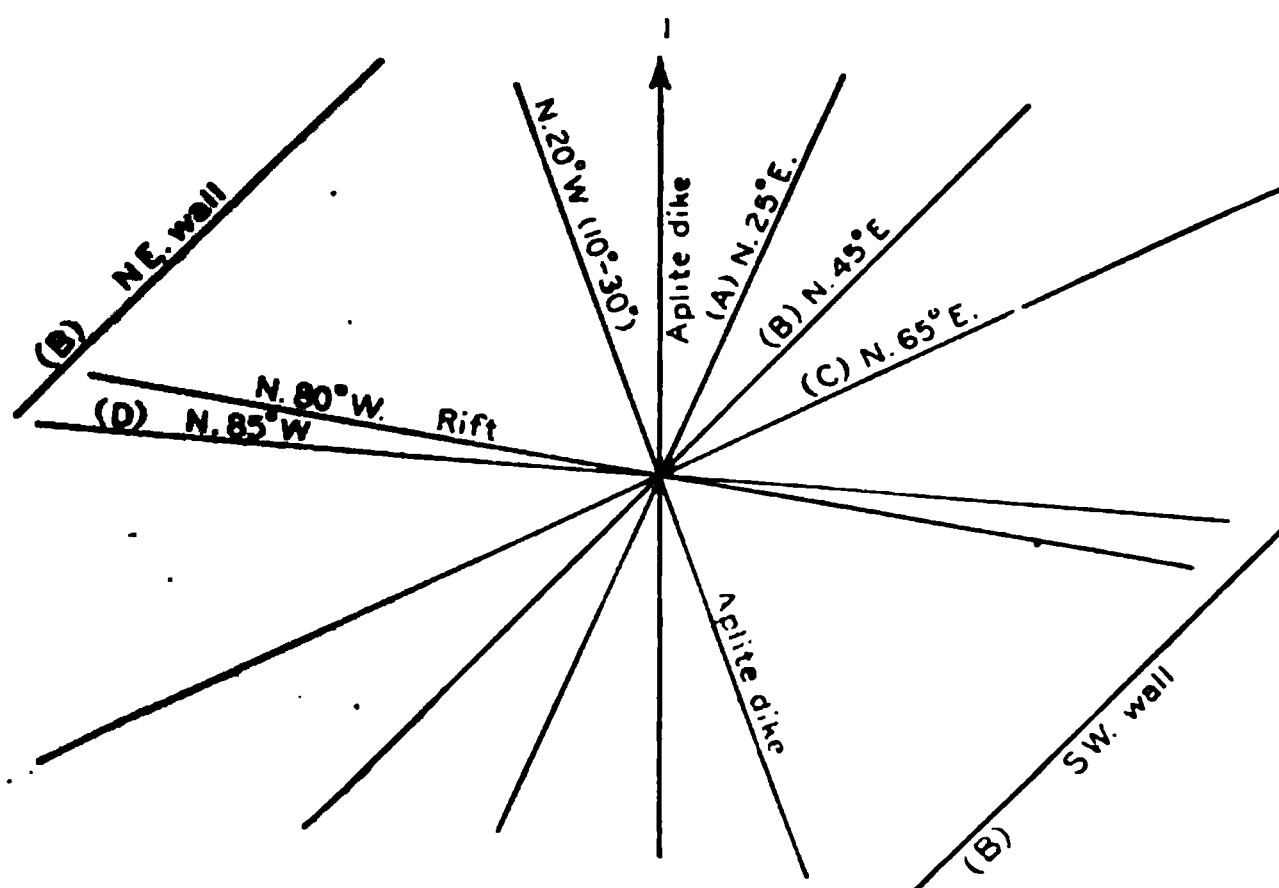 N.20°W (10°-30°)
Aplite dike
(A) N. 25°E.
(B) N. 45°E
(C) N. 65°E.
(B) NE. wall
N. 80° W. Rift
(D) N. 85° W
Aplite dike
(B) SW. wall